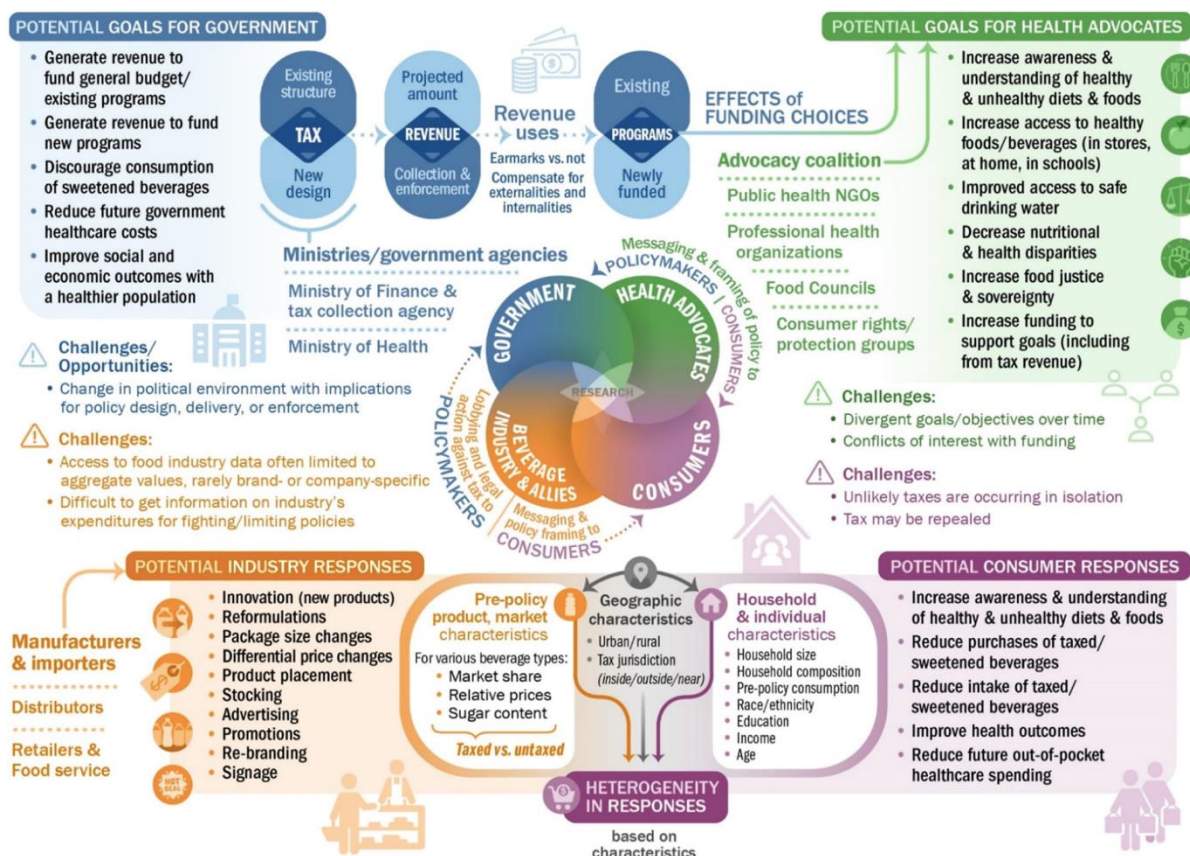 POTENTIAL GOALS FOR GOVERNMENT
• Generate revenue to
fund general budget/
existing programs
• Generate revenue to fund
new programs
• Discourage consumption
of sweetened beverages
• Reduce future government
healthcare costs
• Improve social and
economic outcomes with
a healthier population
Existing
structure
TAX
New
design
Projected
amount
REVENUE
Collection &
enforcement
Revenue
uses
Earmarks vs. not
Compensate for
externalities and
internalities
Existing
PROGRAMS
Newly
funded
EFFECTS of
FUNDING CHOICES
POTENTIAL GOALS FOR HEALTH ADVOCATES
• Increase awareness &
understanding of healthy
& unhealthy diets & foods
• Increase access to healthy
foods/beverages (in stores,
at home, in schools)
• Improved access to safe
drinking water
• Decrease nutritional
& health disparities
• Increase food justice
& sovereignty
• Increase funding to
support goals (including
from tax revenue)
Advocacy coalition
Public health NGOs
Professional health
organizations
Food Councils
Consumer rights/
protection groups
Ministries/government agencies
Ministry of Finance &
tax collection agency
Ministry of Health
Challenges/
Opportunities:
• Change in political environment with implications
for policy design, delivery, or enforcement
Challenges:
• Access to food industry data often limited to
aggregate values, rarely brand- or company-specific
• Difficult to get information on industry's
expenditures for fighting/limiting policies
GOVERNMENT
HEALTH ADVOCATES
RESEARCH
BEVERAGE
INDUSTRY & ALLIES
CONSUMERS
Messaging & framing of policy to
POLICYMAKERS | CONSUMERS
Lobbying and legal
action against tax to
POLICYMAKERS
Messaging &
policy framing to
CONSUMERS
Challenges:
• Divergent goals/objectives over time
• Conflicts of interest with funding
Challenges:
• Unlikely taxes are occurring in isolation
• Tax may be repealed
POTENTIAL INDUSTRY RESPONSES
Manufacturers
& importers
Distributors
Retailers &
Food service
• Innovation (new products)
• Reformulations
• Package size changes
• Differential price changes
• Product placement
• Stocking
• Advertising
• Promotions
• Re-branding
• Signage
HOT
DEAL
Pre-policy
product, market
characteristics
For various beverage types:
• Market share
• Relative prices
• Sugar content
Taxed vs. untaxed
Geographic
characteristics
• Urban/rural
• Tax jurisdiction
(inside/outside/near)
Household
& individual
characteristics
• Household size
• Household composition
• Pre-policy consumption
• Race/ethnicity
• Education
• Income
• Age
HETEROGENEITY
IN RESPONSES
based on
characteristics
POTENTIAL CONSUMER RESPONSES
• Increase awareness & understanding
of healthy & unhealthy diets & foods
• Reduce purchases of taxed/
sweetened beverages
• Reduce intake of taxed/
sweetened beverages
• Improve health outcomes
• Reduce future out-of-pocket
healthcare spending